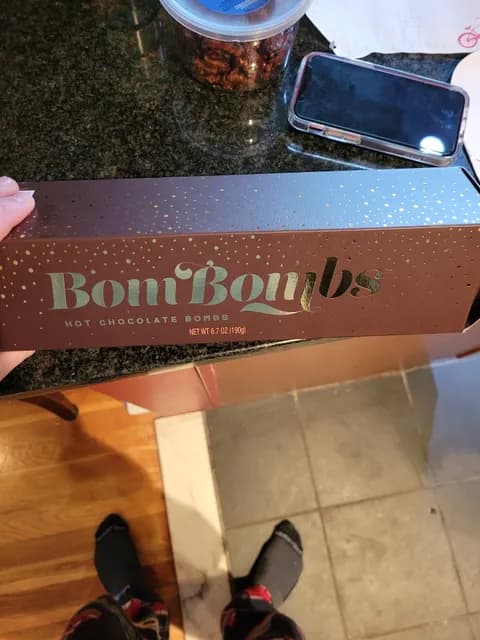 BomBombs
HOT CHOCOLATE BOMBS
NET WT 6.7 OZ (190g)